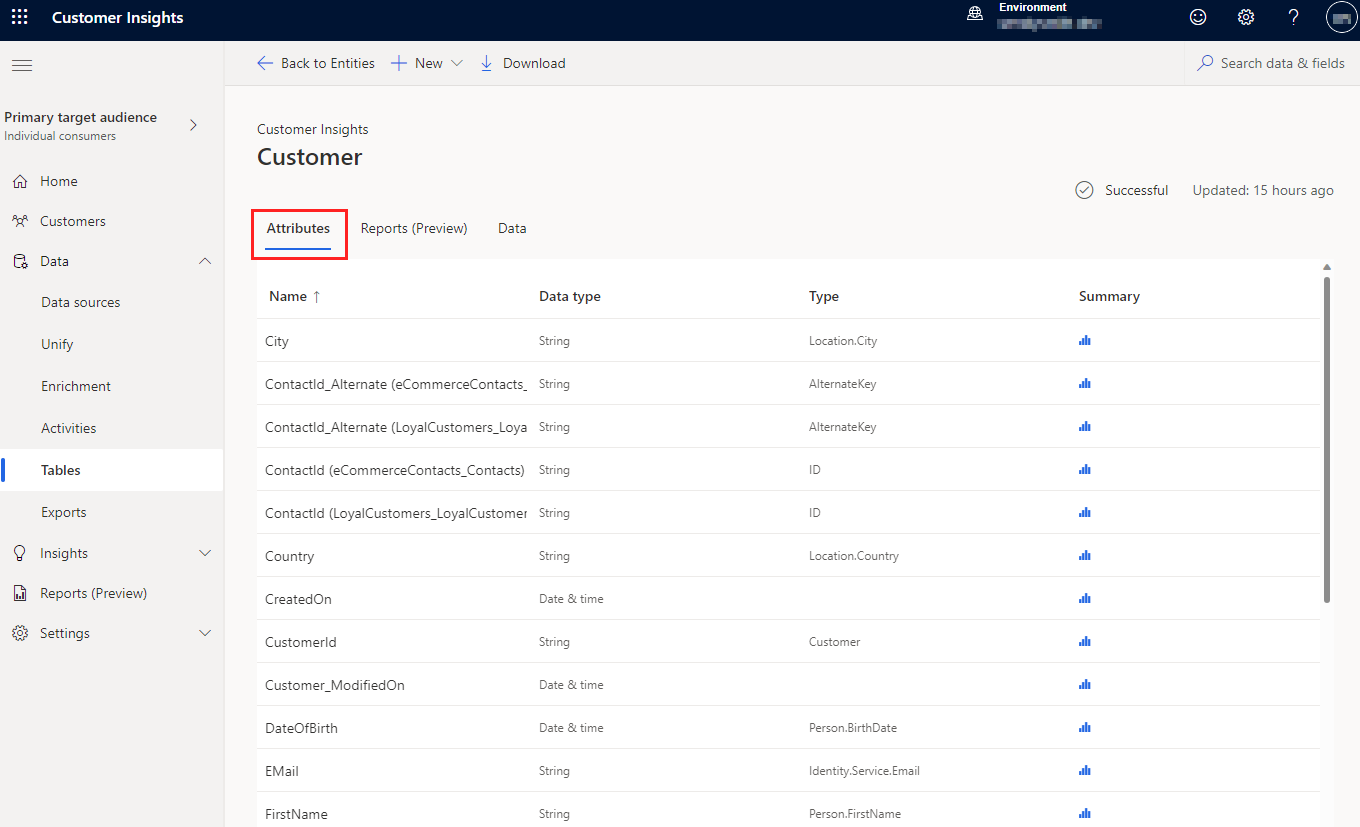 Customer Insights
Environment
Back to Entities
New
Download
Search data & fields
Primary target audience
Individual consumers
Home
Customers
Data
Data sources
Unify
Enrichment
Activities
Tables
Exports
Insights
Reports (Preview)
Settings
Customer Insights
Customer
Successful Updated: 15 hours ago
Attributes Reports (Preview) Data
Name ↑ Data type Type Summary
City String Location.City
ContactId_Alternate (eCommerceContacts_ String AlternateKey
ContactId_Alternate (LoyalCustomers_Loya String AlternateKey
ContactId (eCommerceContacts_Contacts) String ID
ContactId (LoyalCustomers_LoyalCustomer String ID
Country String Location.Country
CreatedOn Date & time
CustomerId String Customer
Customer_ModifiedOn Date & time
DateOfBirth Date & time Person.BirthDate
EMail String Identity.Service.Email
FirstName String Person.FirstName